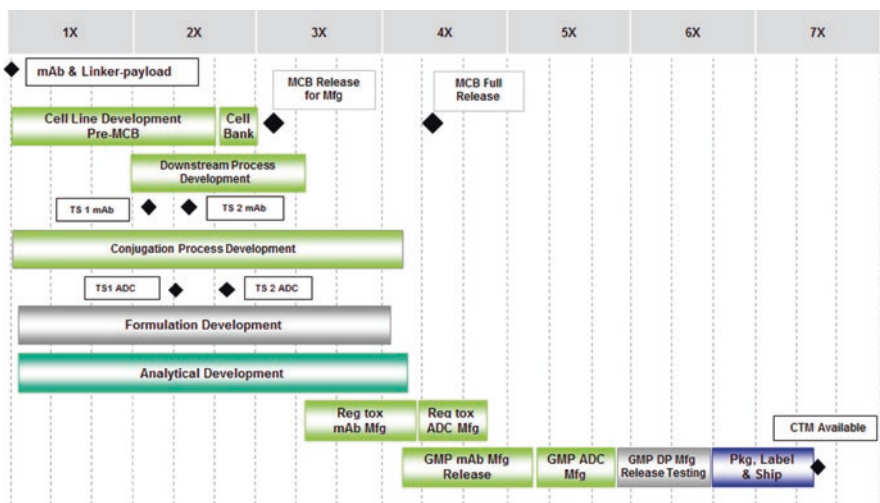 1X 2X 3X 4X 5X 6X 7X
mAb & Linker-payload
MCB Release
for Mfg
MCB Full
Release
Cell Line Development
Pre-MCB
Cell
Bank
Downstream Process
Development
TS 1 mAb
TS 2 mAb
Conjugation Process Development
TS1 ADC
TS 2 ADC
Formulation Development
Analytical Development
Reg tox
mAb Mfg
Reg tox
ADC Mfg
CTM Available
GMP mAb Mfg
Release
GMP ADC
Mfg
GMP DP Mfg
Release Testing
Pkg, Label
& Ship